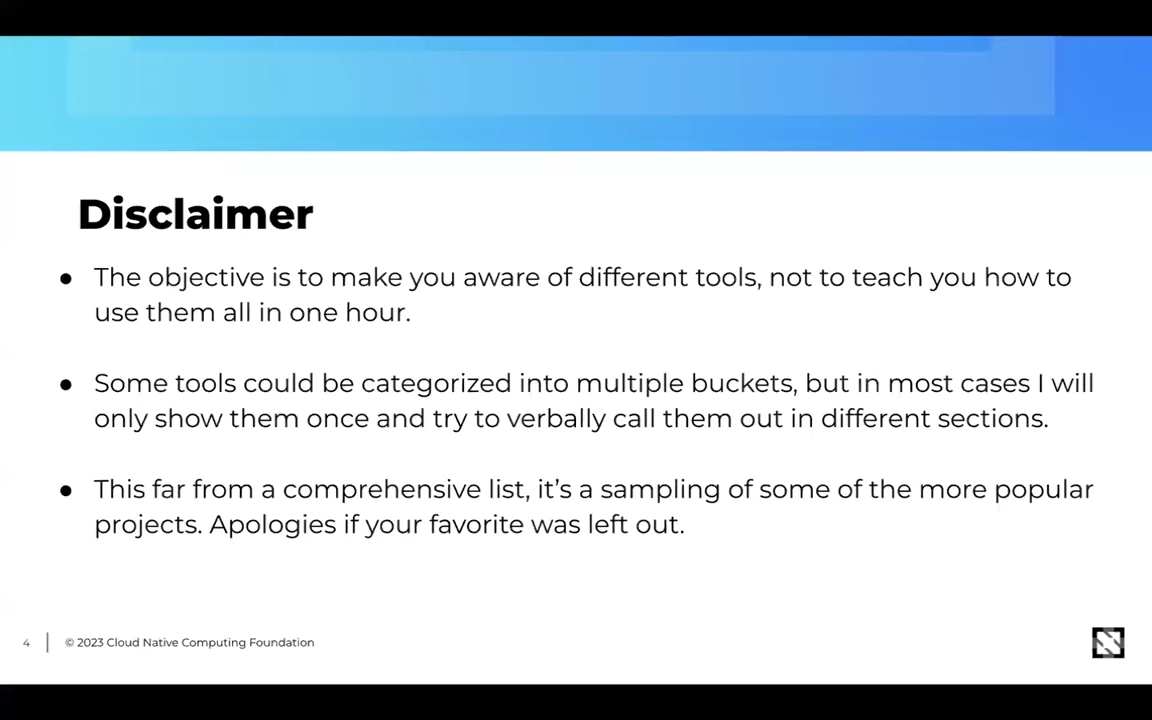 Disclaimer
● The objective is to make you aware of different tools, not to teach you how to
use them all in one hour.
● Some tools could be categorized into multiple buckets, but in most cases I will
only show them once and try to verbally call them out in different sections.
● This far from a comprehensive list, it’s a sampling of some of the more popular
projects. Apologies if your favorite was left out.
4 | © 2023 Cloud Native Computing Foundation